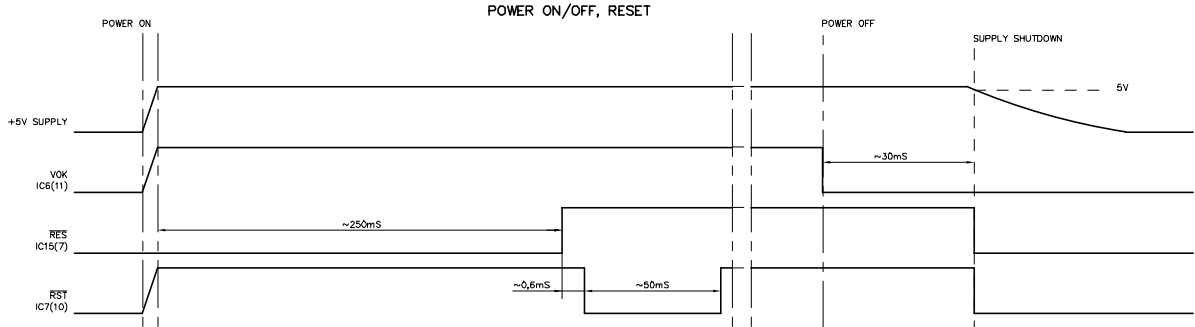 POWER ON/OFF, RESET
POWER ON
POWER OFF
SUPPLY SHUTDOWN
5V
+5V SUPPLY
~30mS
VOK
IC6(11)
~250mS
RES
IC15(7)
~0,6mS
~50mS
RST
IC7(10)